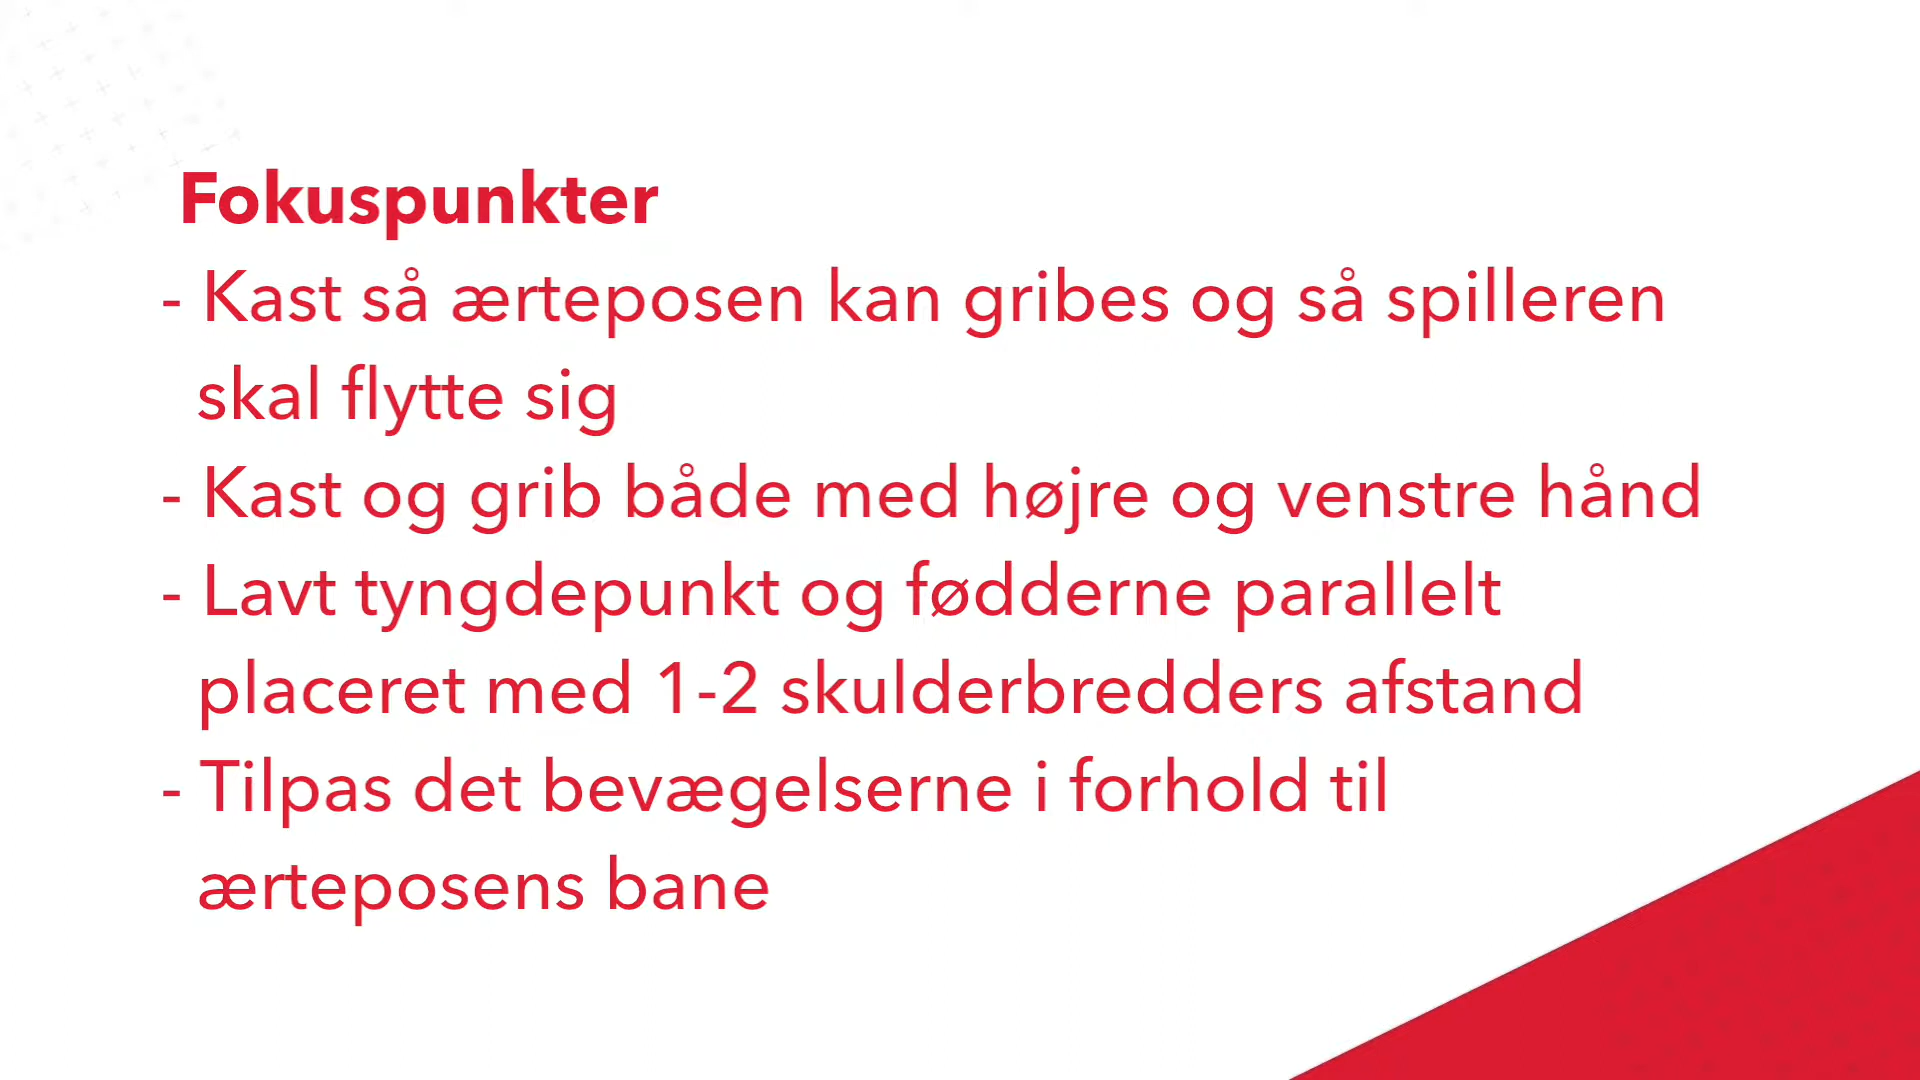 Fokuspunkter
- Kast så ærteposen kan gribes og så spilleren
skal flytte sig
- Kast og grib både med højre og venstre hånd
- Lavt tyngdepunkt og fødderne parallelt
placeret med 1-2 skulderbredders afstand
- Tilpas det bevægelserne i forhold til
ærteposens bane